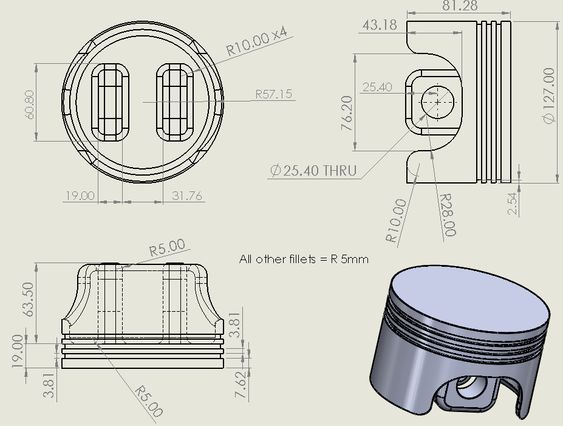 81.28
43.18
R10.00 x4
60.80
R57.15
25.40
76.20
Ø 127.00
Ø 25.40 THRU
19.00
31.76
R10.00
R28.00
2.54
R5.00
All other fillets = R 5mm
63.50
3.81
19.00
3.81
7.62
R5.00